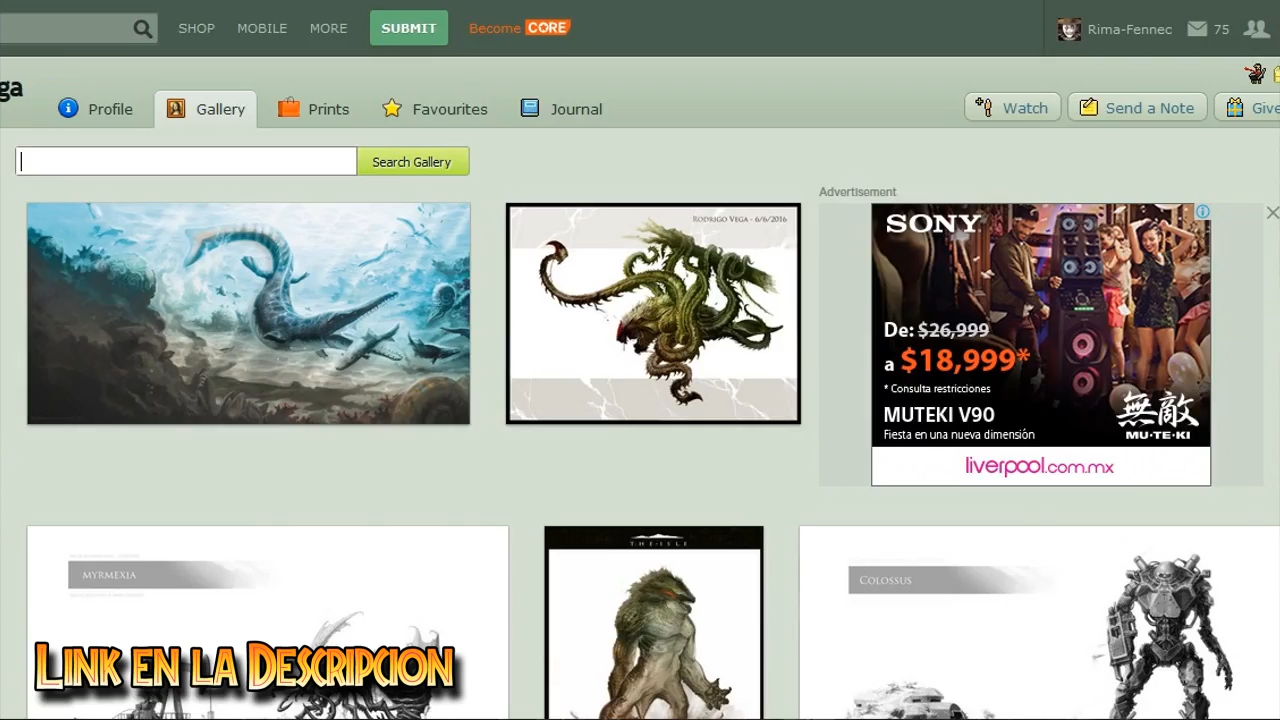 SHOP MOBILE MORE SUBMIT Become CORE Rima-Fennec 75
ga
Profile Gallery Prints Favourites Journal Watch Send a Note Give
Search Gallery
Advertisement
RODRIGO VEGA - 6/6/2016
SONY
De: $26,999
a $18,999*
* Consulta restricciones
MUTEKI V90
Fiesta en una nueva dimensión
無敵
MU·TE·KI
liverpool.com.mx
MYRMEXIA
THE ISLE
COLOSSUS
LINK EN LA DESCRIPCION